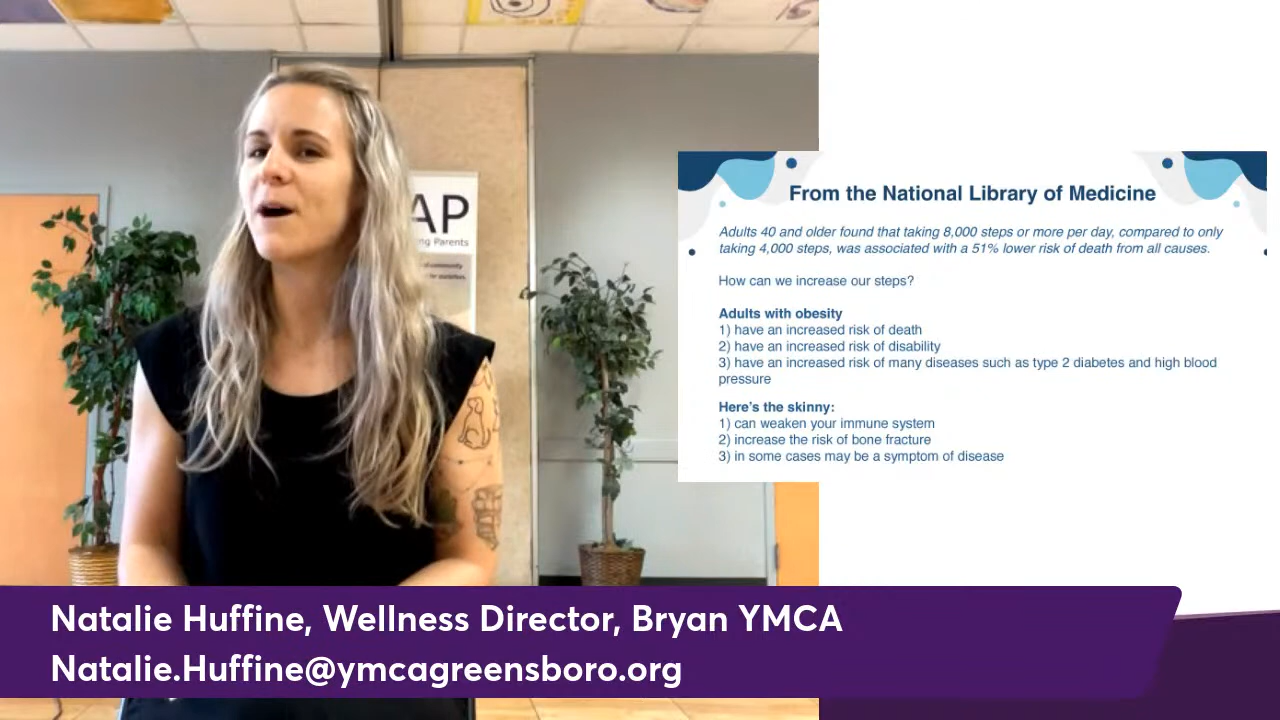 AP
ng Parents
From the National Library of Medicine
Adults 40 and older found that taking 8,000 steps or more per day, compared to only
taking 4,000 steps, was associated with a 51% lower risk of death from all causes.
How can we increase our steps?
Adults with obesity
1) have an increased risk of death
2) have an increased risk of disability
3) have an increased risk of many diseases such as type 2 diabetes and high blood
pressure
Here's the skinny:
1) can weaken your immune system
2) increase the risk of bone fracture
3) in some cases may be a symptom of disease
Natalie Huffine, Wellness Director, Bryan YMCA
Natalie.Huffine@ymcagreensboro.org